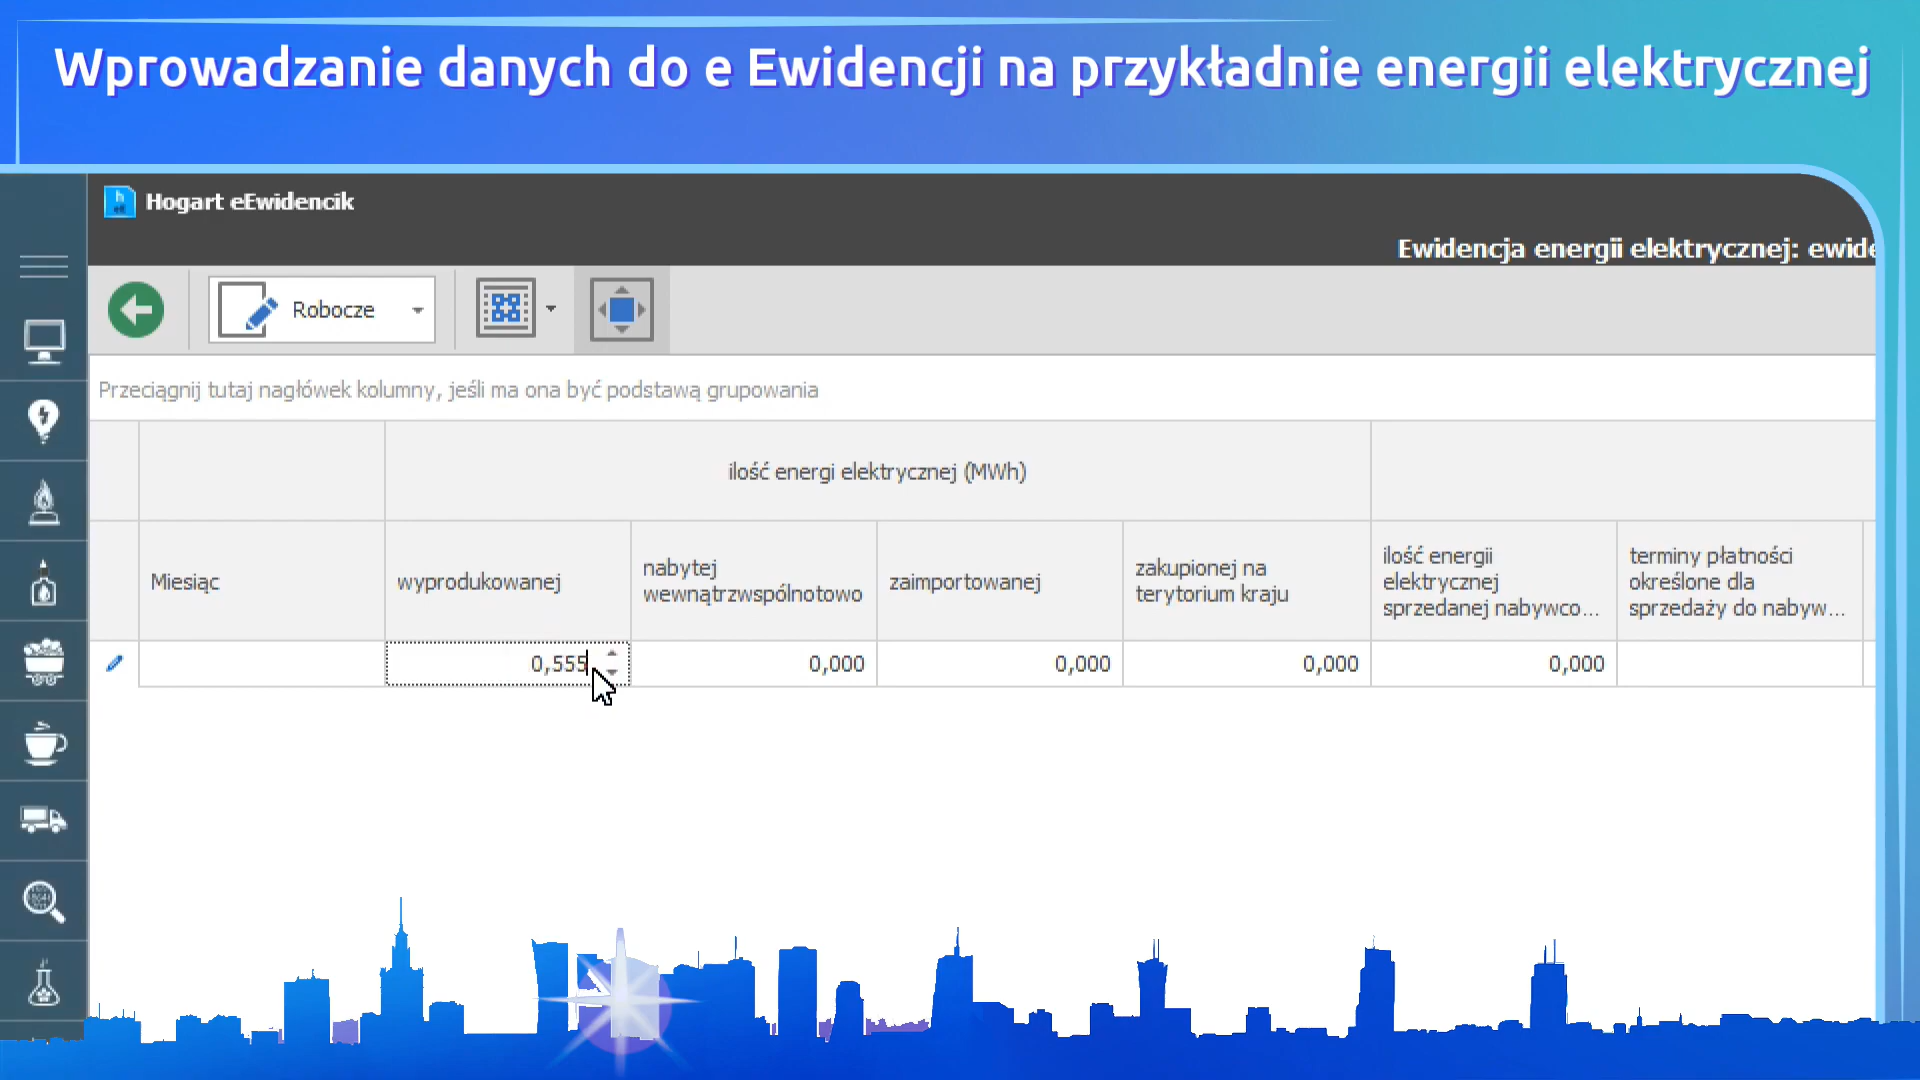 Wprowadzanie danych do e Ewidencji na przykładnie energii elektrycznej
Hogart eEwidencik
Ewidencja energii elektrycznej: ewide
Robocze
Przeciągnij tutaj nagłówek kolumny, jeśli ma ona być podstawą grupowania
ilość energi elektrycznej (MWh)
Miesiąc
wyprodukowanej
nabytej
wewnątrzwspólnotowo
zaimportowanej
zakupionej na
terytorium kraju
ilość energii
elektrycznej
sprzedanej nabywco...
terminy płatności
określone dla
sprzedaży do nabyw...
0,555
0,000
0,000
0,000
0,000